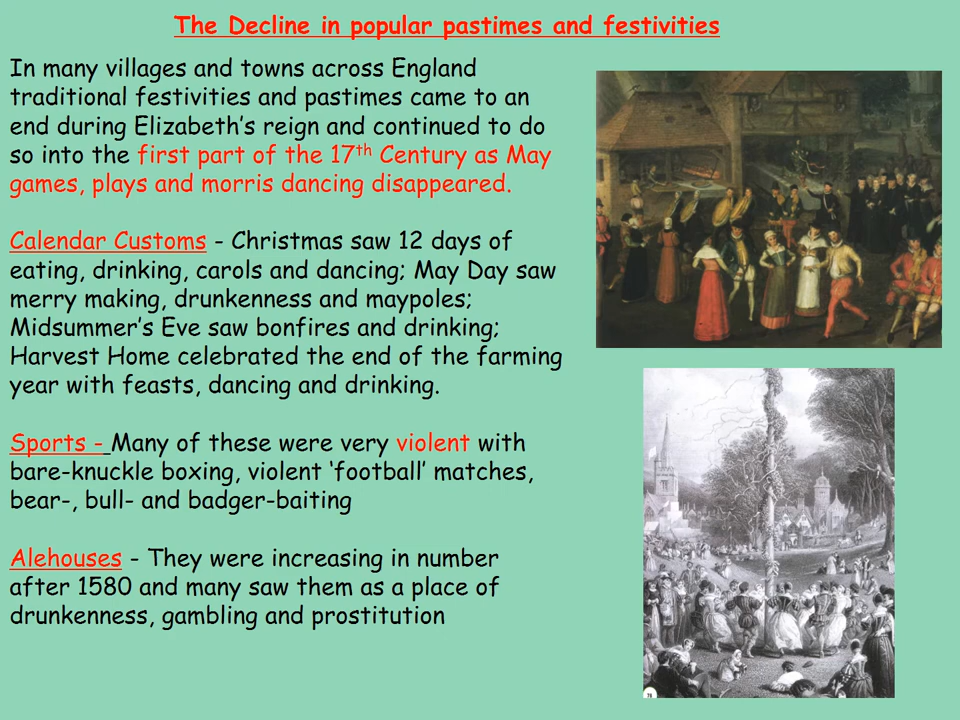 The Decline in popular pastimes and festivities
In many villages and towns across England
traditional festivities and pastimes came to an
end during Elizabeth’s reign and continued to do
so into the first part of the 17th Century as May
games, plays and morris dancing disappeared.
Calendar Customs - Christmas saw 12 days of
eating, drinking, carols and dancing; May Day saw
merry making, drunkenness and maypoles;
Midsummer’s Eve saw bonfires and drinking;
Harvest Home celebrated the end of the farming
year with feasts, dancing and drinking.
Sports - Many of these were very violent with
bare-knuckle boxing, violent ‘football’ matches,
bear-, bull- and badger-baiting
Alehouses - They were increasing in number
after 1580 and many saw them as a place of
drunkenness, gambling and prostitution